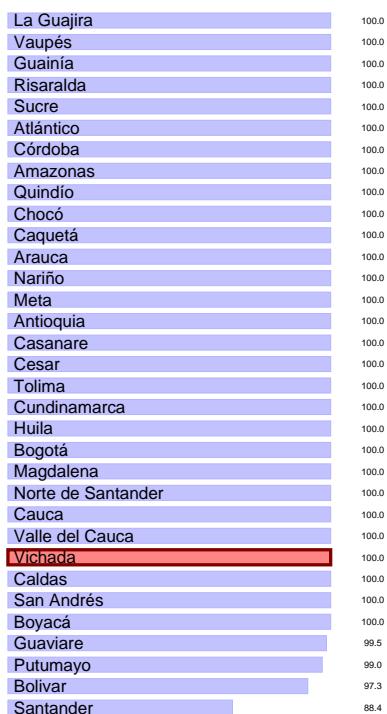 La Guajira 100.0
Vaupés 100.0
Guainía 100.0
Risaralda 100.0
Sucre 100.0
Atlántico 100.0
Córdoba 100.0
Amazonas 100.0
Quindío 100.0
Chocó 100.0
Caquetá 100.0
Arauca 100.0
Nariño 100.0
Meta 100.0
Antioquia 100.0
Casanare 100.0
Cesar 100.0
Tolima 100.0
Cundinamarca 100.0
Huila 100.0
Bogotá 100.0
Magdalena 100.0
Norte de Santander 100.0
Cauca 100.0
Valle del Cauca 100.0
Vichada 100.0
Caldas 100.0
San Andrés 100.0
Boyacá 100.0
Guaviare 99.5
Putumayo 99.0
Bolivar 97.3
Santander 88.4